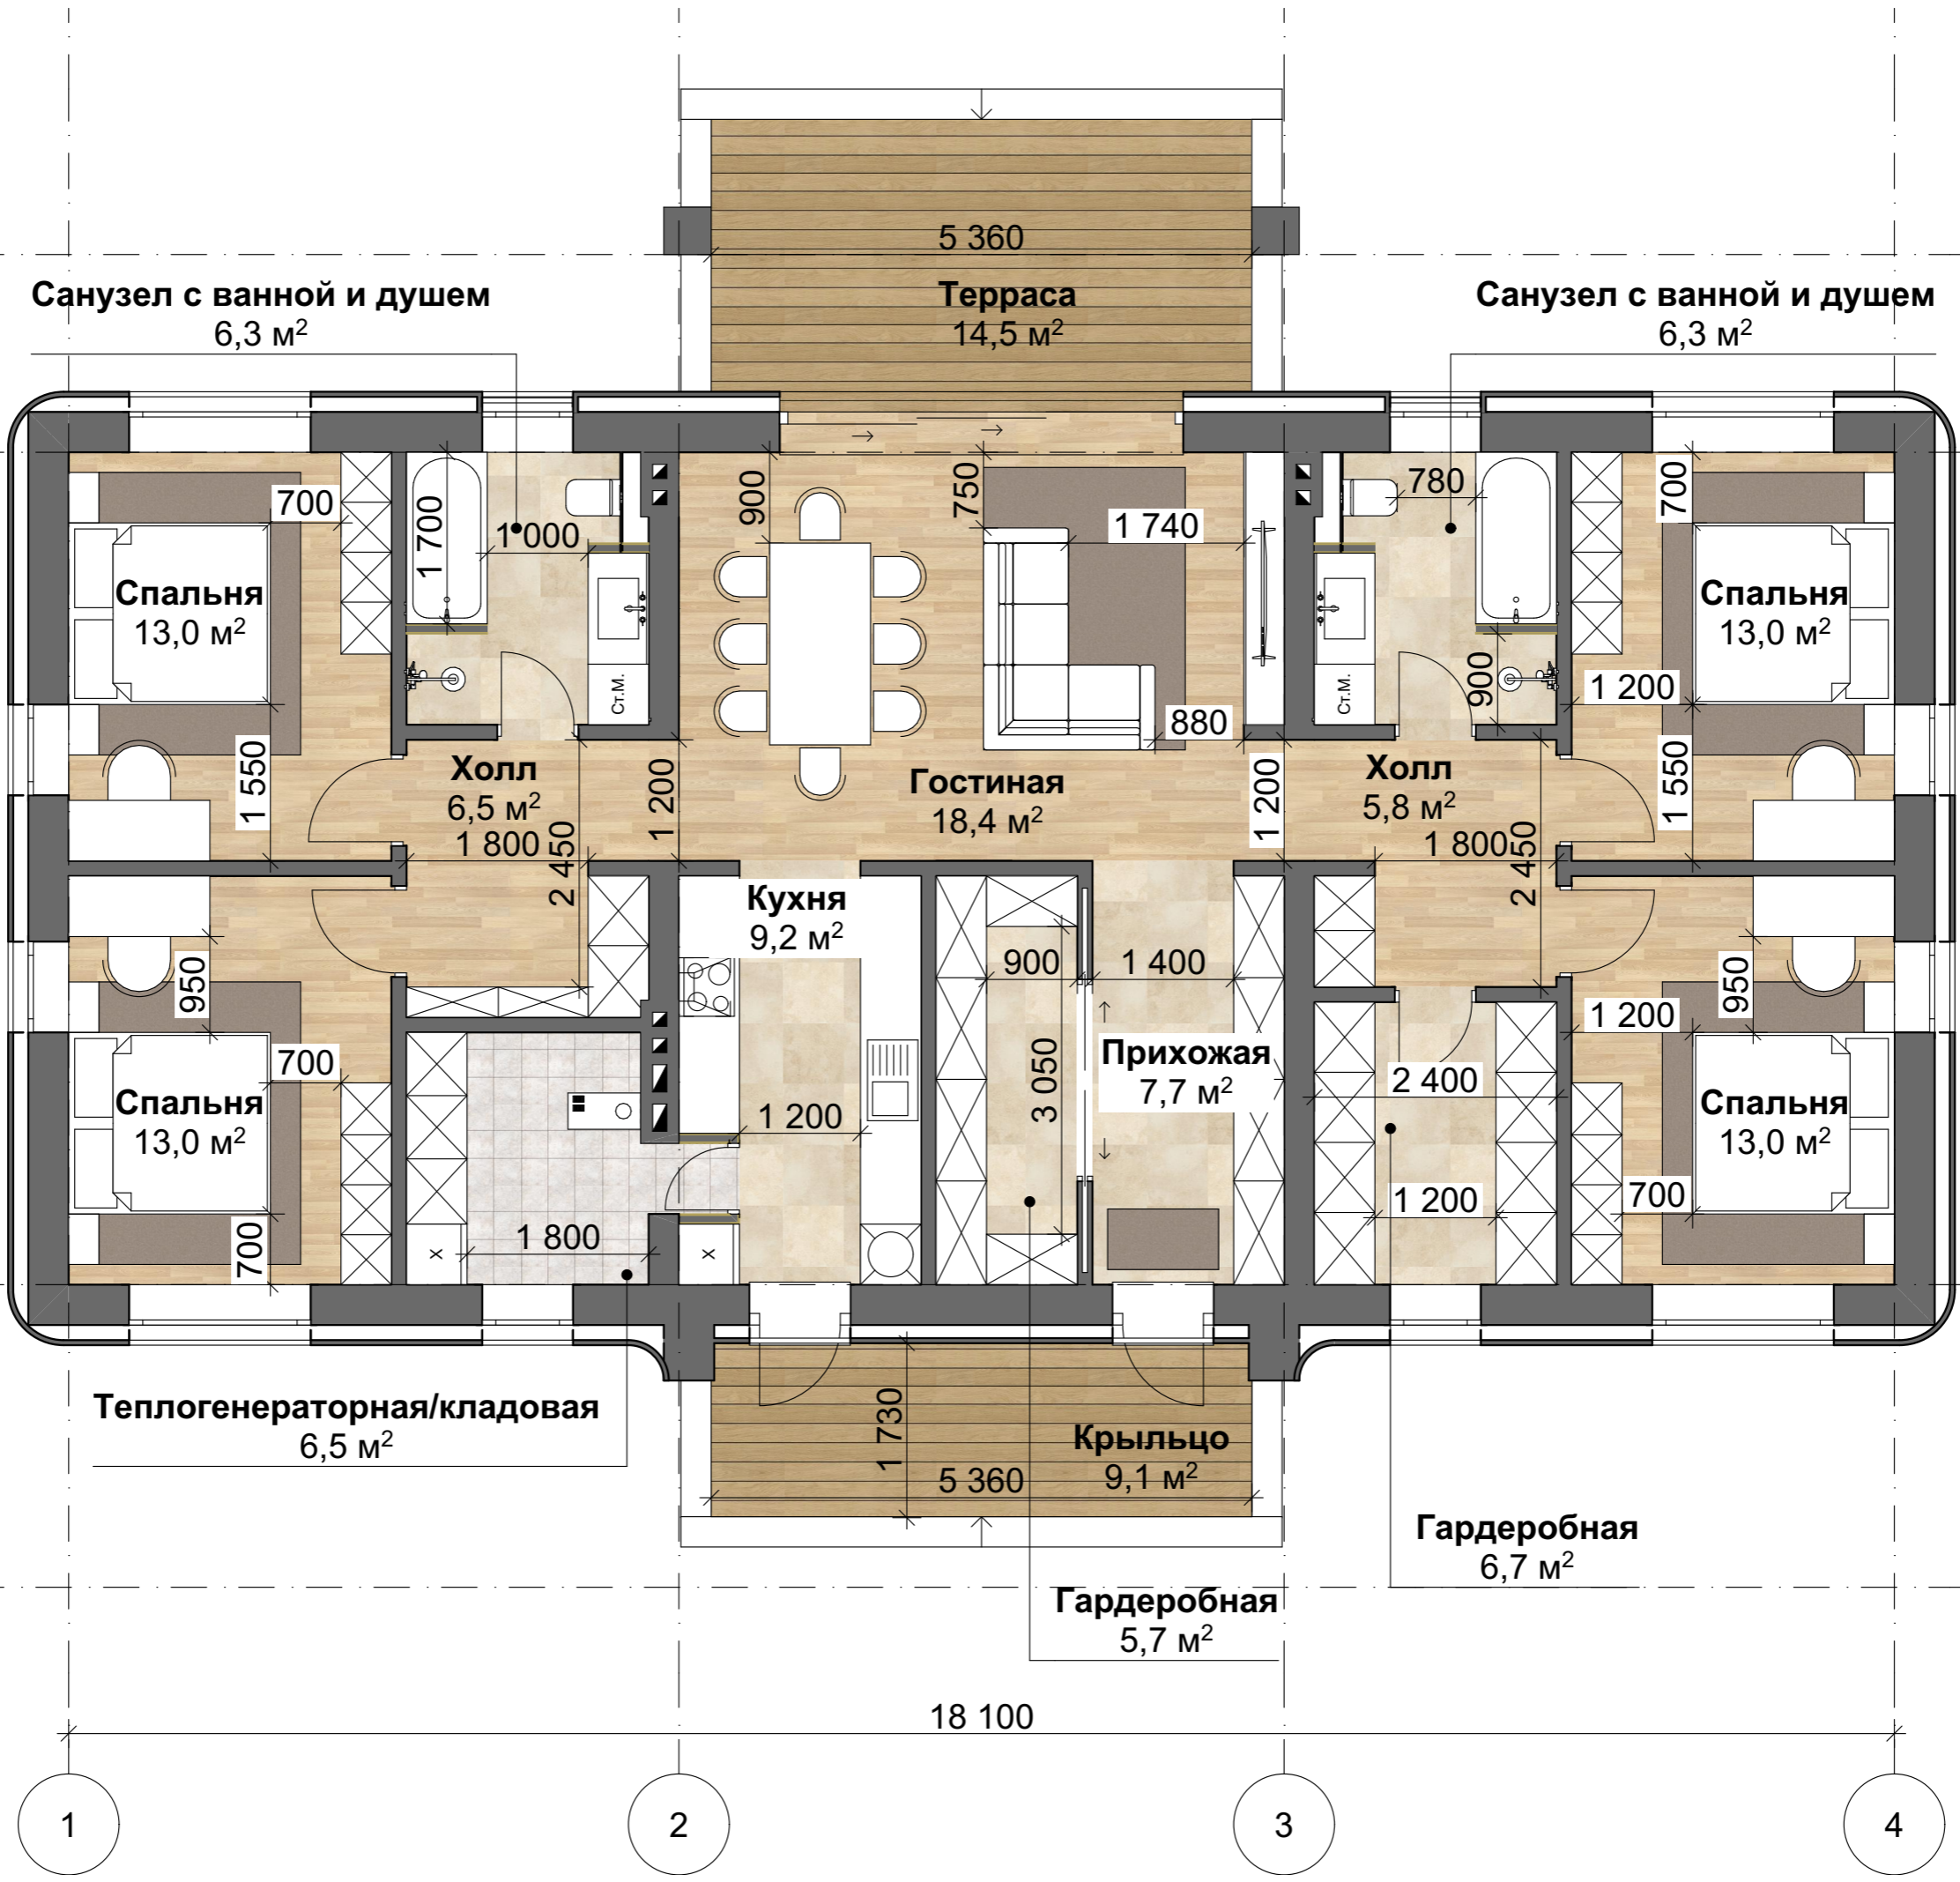 5 360
Санузел с ванной и душем
6,3 м²
Терраса
14,5 м²
Санузел с ванной и душем
6,3 м²
700
1 700
1 000
900
750
1 740
780
700
Спальня
13,0 м²
Спальня
13,0 м²
Ст.М.
Ст.М.
900
1 200
880
1 550
Холл
6,5 м²
1 800
2 450
1 200
Гостиная
18,4 м²
1 200
Холл
5,8 м²
1 800
2 450
1 550
Кухня
9,2 м²
950
900
1 400
950
1 200
700
3 050
Прихожая
7,7 м²
2 400
Спальня
13,0 м²
1 200
Спальня
13,0 м²
700
1 800
X
X
1 200
700
Теплогенераторная/кладовая
6,5 м²
1 730
Крыльцо
9,1 м²
5 360
Гардеробная
6,7 м²
Гардеробная
5,7 м²
18 100
1
2
3
4